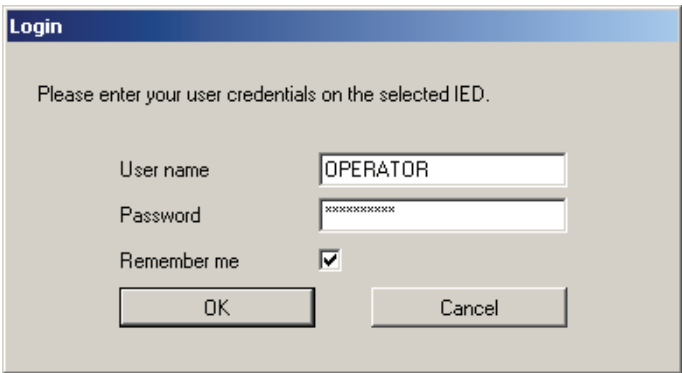 Login
Please enter your user credentials on the selected IED.
User name OPERATOR
Password **********
Remember me
OK Cancel